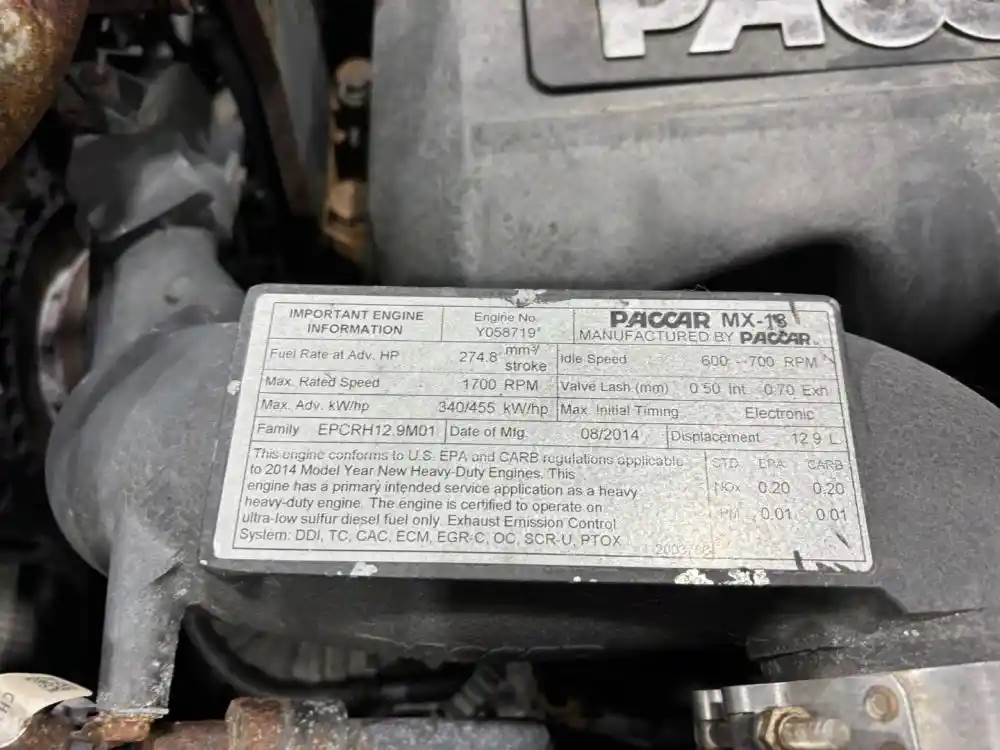 PACCAR
IMPORTANT ENGINE INFORMATION
Engine No.
Y058719*
PACCAR MX-13
MANUFACTURED BY PACCAR
Fuel Rate at Adv. HP 274.8 mm³/stroke
Idle Speed 600 - 700 RPM
Max. Rated Speed 1700 RPM
Valve Lash (mm) 0.50 Int. 0.70 Exh
Max. Adv. kW/hp 340/455 kW/hp
Max. Initial Timing Electronic
Family EPCRH12.9M01
Date of Mfg. 08/2014
Displacement 12.9 L
This engine conforms to U.S. EPA and CARB regulations applicable
to 2014 Model Year New Heavy-Duty Engines. This
engine has a primary intended service application as a heavy
heavy-duty engine. The engine is certified to operate on
ultra-low sulfur diesel fuel only. Exhaust Emission Control
System: DDI, TC, CAC, ECM, EGR-C, OC, SCR-U, PTOX
STD EPA CARB
NOx 0.20 0.20
PM 0.01 0.01